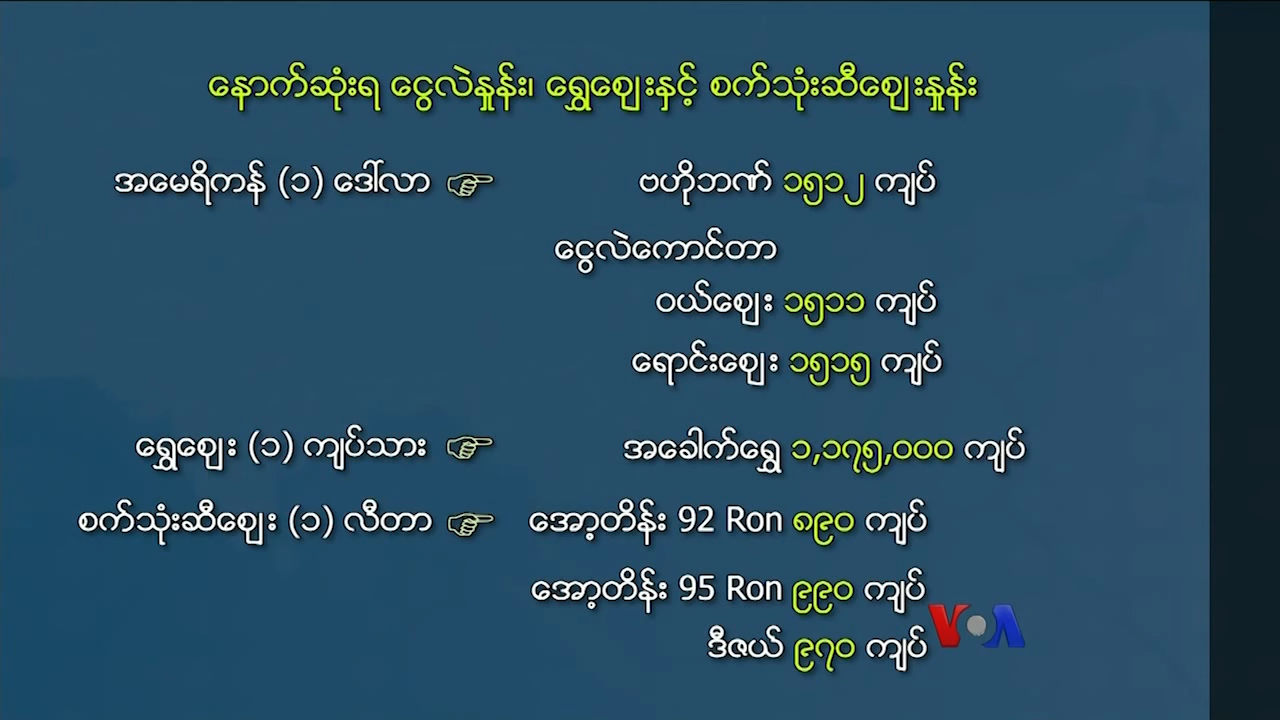 နောက်ဆုံးရ ငွေလဲနှုန်း၊ ရွှေဈေးနှင့် စက်သုံးဆီဈေးနှုန်း
အမေရိကန် (၁) ဒေါ်လာ ဗဟိုဘဏ် ၁၅၁၂ ကျပ်
ငွေလဲကောင်တာ
ဝယ်ဈေး ၁၅၁၁ ကျပ်
ရောင်းဈေး ၁၅၁၅ ကျပ်
ရွှေဈေး (၁) ကျပ်သား အခေါက်ရွှေ ၁,၁၇၅,၀၀၀ ကျပ်
စက်သုံးဆီဈေး (၁) လီတာ အော့တိန်း 92 Ron ၈၉၀ ကျပ်
အော့တိန်း 95 Ron ၉၉၀ ကျပ်
ဒီဇယ် ၉၇၀ ကျပ်
VOA